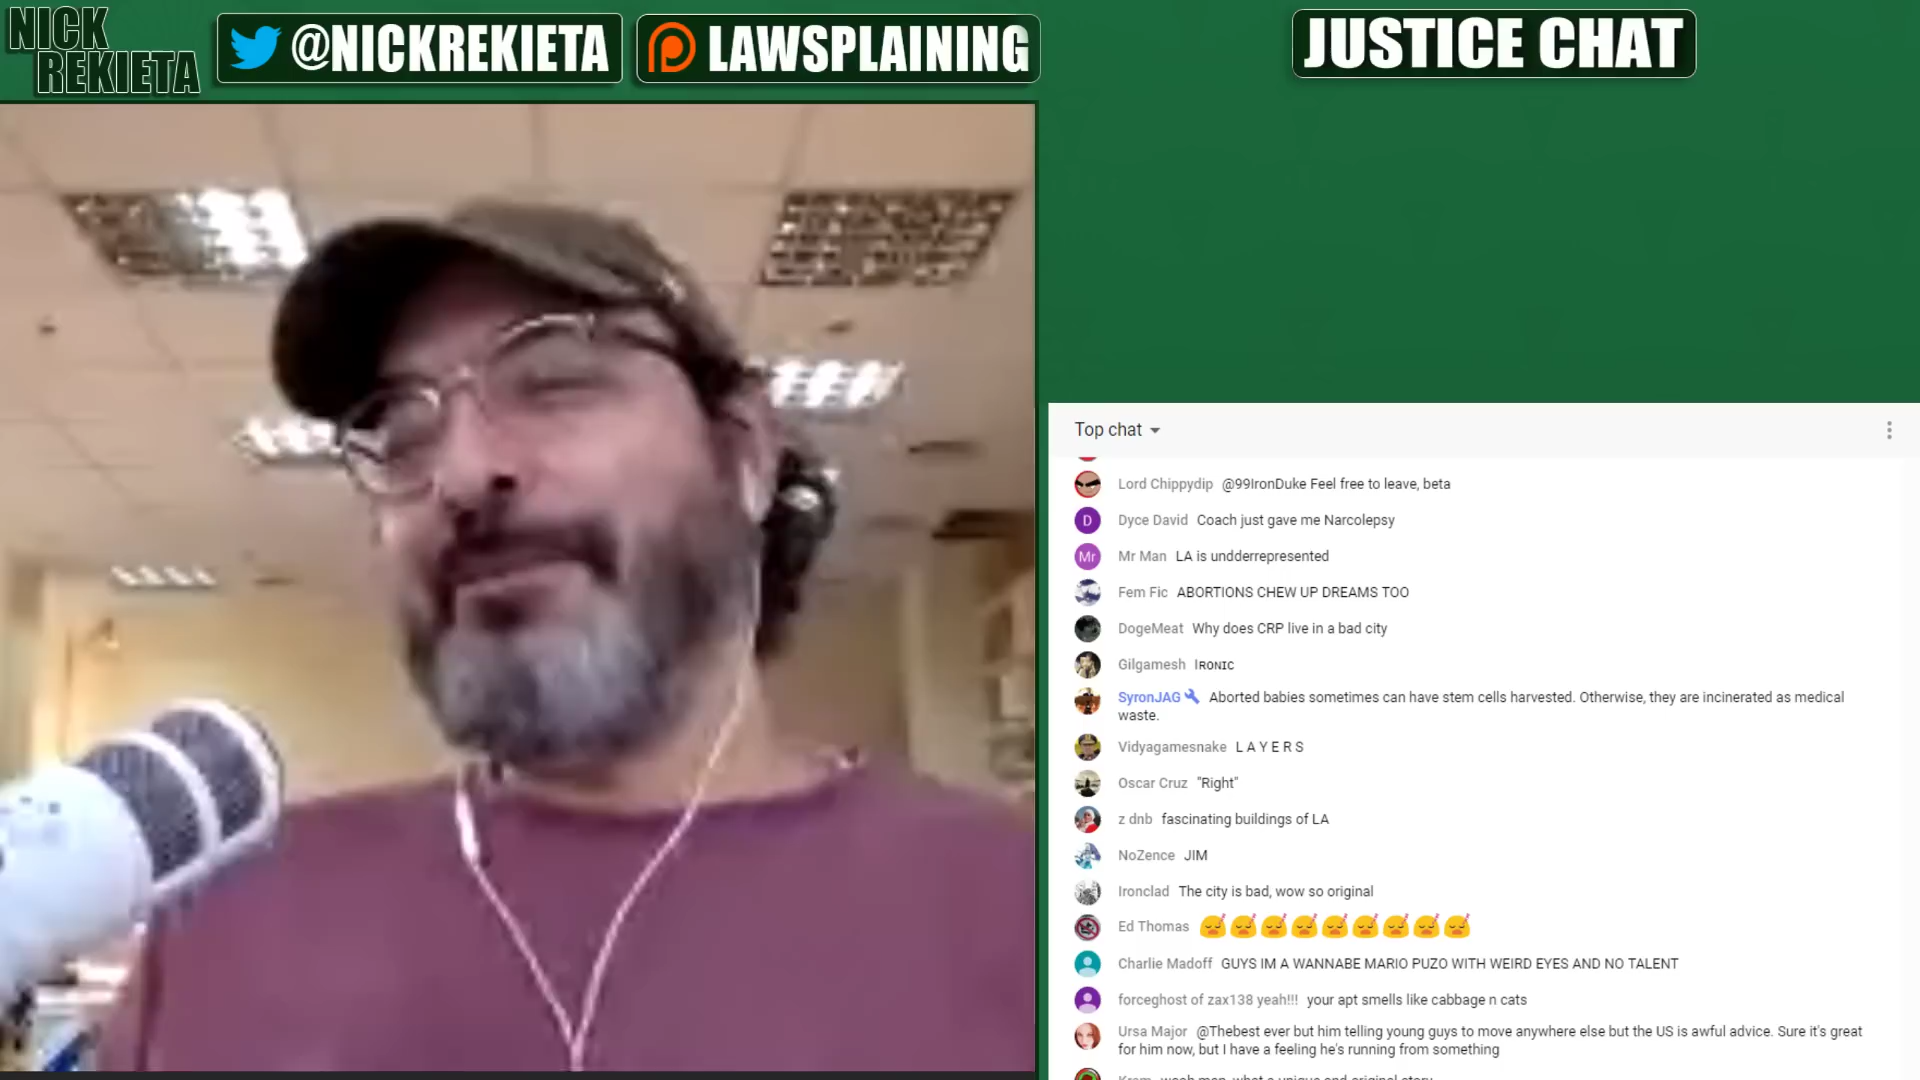 NICK
REKIETA
@NICKREKIETA
LAWSPLAINING
JUSTICE CHAT
Top chat
Lord Chippydip @99IronDuke Feel free to leave, beta
D Dyce David Coach just gave me Narcolepsy
Mr Mr Man LA is undderrepresented
Fem Fic ABORTIONS CHEW UP DREAMS TOO
DogeMeat Why does CRP live in a bad city
Gilgamesh Iʀᴏɴɪᴄ
SyronJAG Aborted babies sometimes can have stem cells harvested. Otherwise, they are incinerated as medical
waste.
Vidyagamesnake L A Y E R S
Oscar Cruz "Right"
z dnb fascinating buildings of LA
NoZence JIM
Ironclad The city is bad, wow so original
Ed Thomas 😴😴😴😴😴😴😴😴😴
Charlie Madoff GUYS IM A WANNABE MARIO PUZO WITH WEIRD EYES AND NO TALENT
forceghost of zax138 yeah!!! your apt smells like cabbage n cats
Ursa Major @Thebest ever but him telling young guys to move anywhere else but the US is awful advice. Sure it's great
for him now, but I have a feeling he's running from something